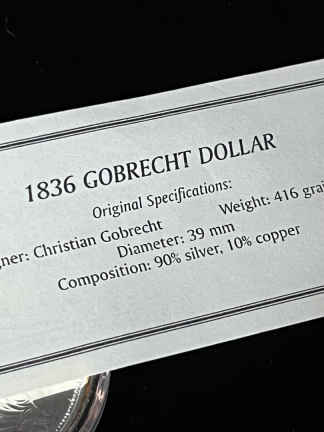 1836 GOBRECHT DOLLAR
Original Specifications:
Christian Gobrecht Weight: 416
Diameter: 39 mm
Composition: 90% silver, 10% copper